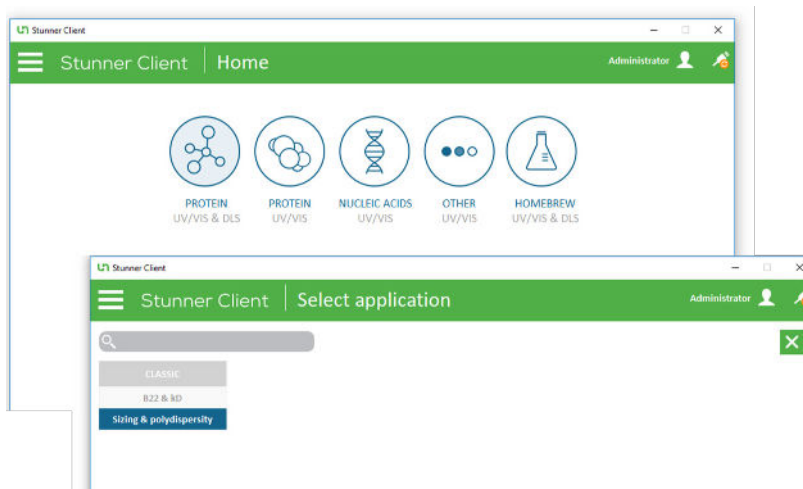 Stunner Client
Stunner Client Home
Administrator
PROTEIN
UV/VIS & DLS
PROTEIN
UV/VIS
NUCLEIC ACIDS
UV/VIS
OTHER
UV/VIS
HOMEBREW
UV/VIS & DLS
Stunner Client
Stunner Client Select application
Administrator
CLASSIC
B22 & kD
Sizing & polydispersity